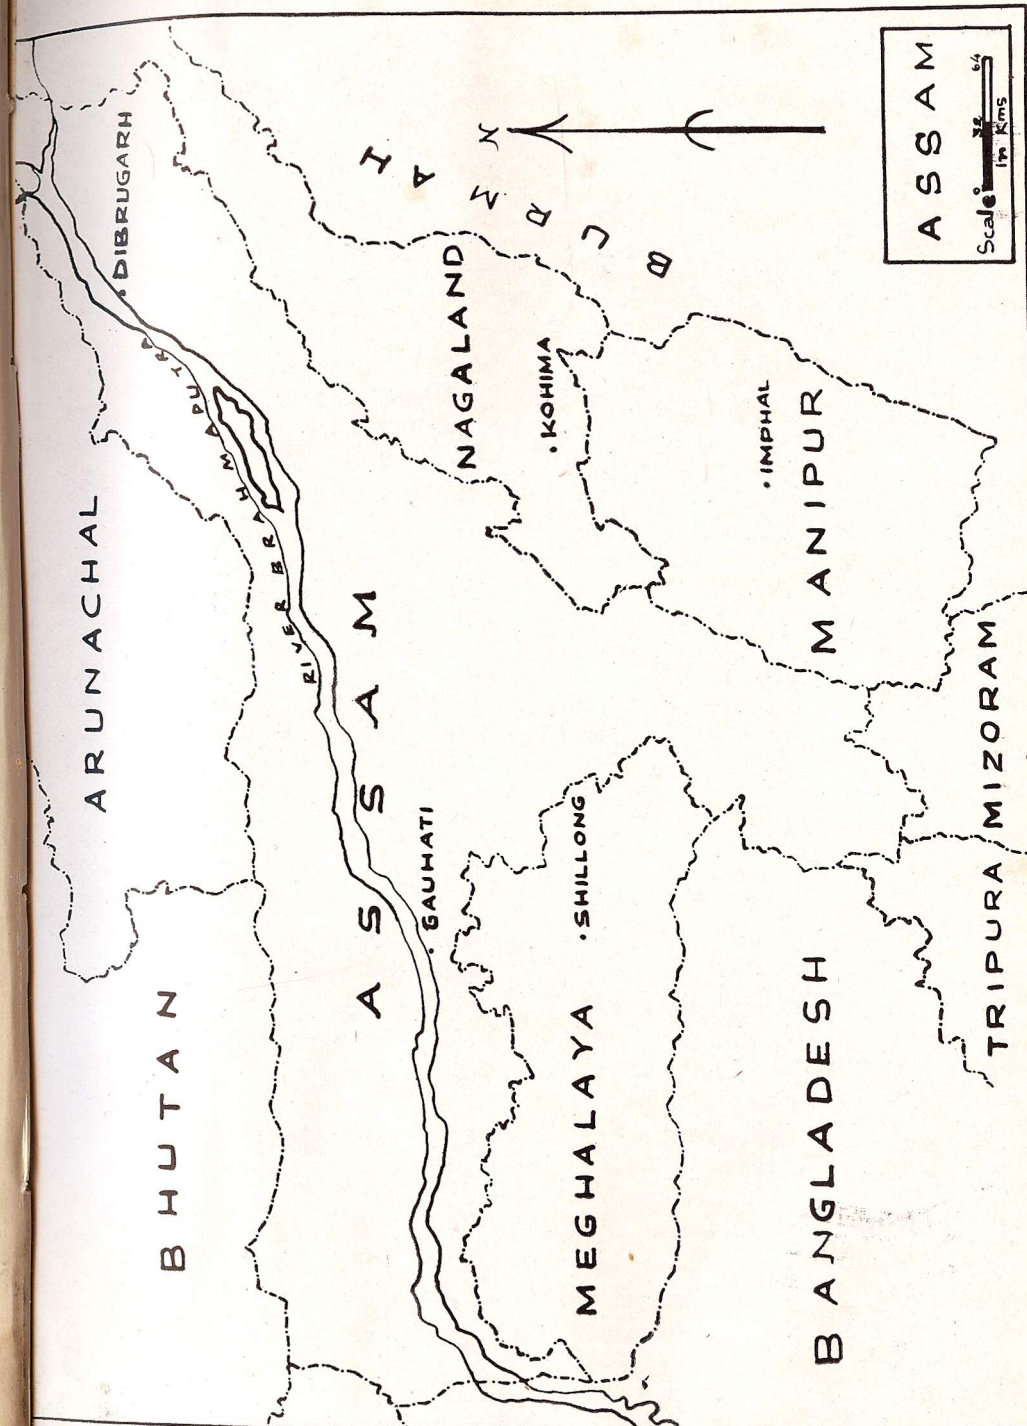 ARUNACHAL
DIBRUGARH
RIVER BRAHMAPUTRA
BHUTAN
ASSAM
GAUHATI
NAGALAND
N
KOHIMA
BURMAH
SHILLONG
MEGHALAYA
IMPHAL
MANIPUR
BANGLADESH
ASSAM
TRIPURA
MIZORAM
Scale 0 32 64
in Kms